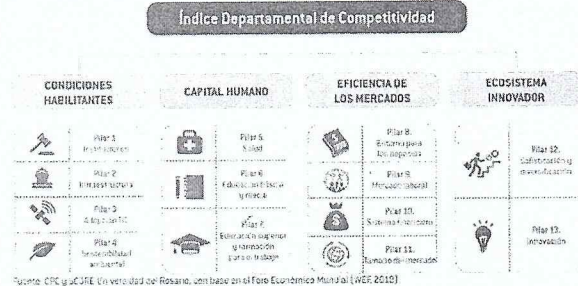 Índice Departamental de Competitividad
CONDICIONES
HABILITANTES
Pilar 1.
Instituciones
Pilar 2.
Infraestructura
Pilar 3.
Adopción TIC
Pilar 4.
Sostenibilidad
ambiental
CAPITAL HUMANO
Pilar 5.
Salud
Pilar 6.
Educación básica
y media
Pilar 7.
Educación superior
y formación
para el trabajo
EFICIENCIA DE
LOS MERCADOS
Pilar 8.
Entorno para
los negocios
Pilar 9.
Mercado laboral
Pilar 10.
Sistema financiero
Pilar 11.
Tamaño del mercado
ECOSISTEMA
INNOVADOR
Pilar 12.
Sofisticación y
diversificación
Pilar 13.
Innovación
Fuente: CPC y SCORE Universidad del Rosario, con base en el Foro Económico Mundial (WEF, 2019)